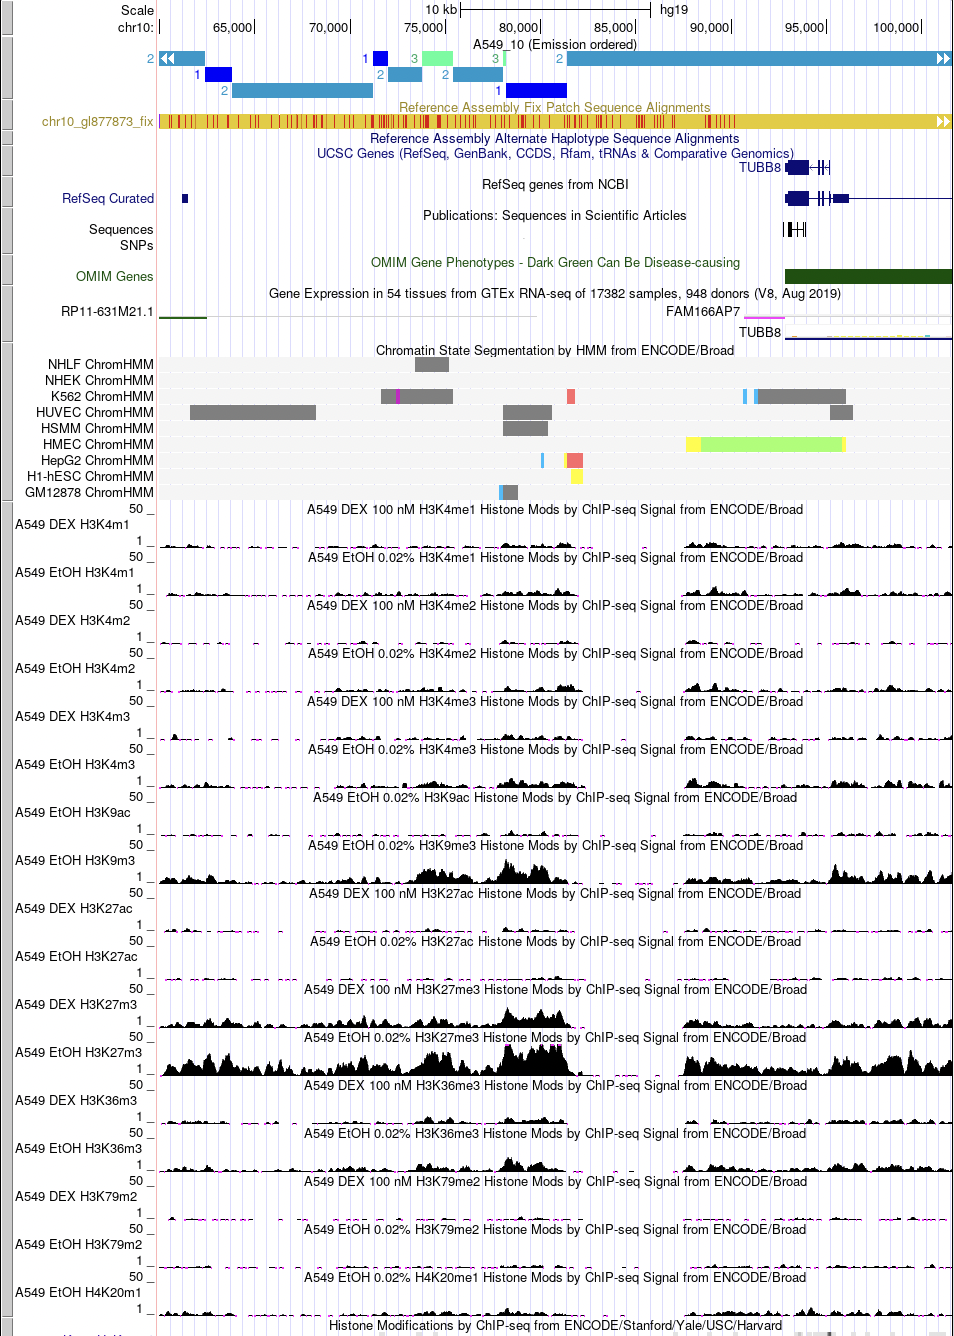 Scale 10 kb hg19
chr10: 65,000 70,000 75,000 80,000 85,000 90,000 95,000 100,000
A549_10 (Emission ordered)
2 1 3 3 2
1 2 2
2 1
Reference Assembly Fix Patch Sequence Alignments
chr10_gl877873_fix
Reference Assembly Alternate Haplotype Sequence Alignments
UCSC Genes (RefSeq, GenBank, CCDS, Rfam, tRNAs & Comparative Genomics)
TUBB8
RefSeq genes from NCBI
RefSeq Curated
Publications: Sequences in Scientific Articles
Sequences
SNPs
OMIM Gene Phenotypes - Dark Green Can Be Disease-causing
OMIM Genes
Gene Expression in 54 tissues from GTEx RNA-seq of 17382 samples, 948 donors (V8, Aug 2019)
RP11-631M21.1 FAM166AP7
TUBB8
Chromatin State Segmentation by HMM from ENCODE/Broad
NHLF ChromHMM
NHEK ChromHMM
K562 ChromHMM
HUVEC ChromHMM
HSMM ChromHMM
HMEC ChromHMM
HepG2 ChromHMM
H1-hESC ChromHMM
GM12878 ChromHMM
50 _ A549 DEX 100 nM H3K4me1 Histone Mods by ChIP-seq Signal from ENCODE/Broad
A549 DEX H3K4m1
1 _
50 _ A549 EtOH 0.02% H3K4me1 Histone Mods by ChIP-seq Signal from ENCODE/Broad
A549 EtOH H3K4m1
1 _
50 _ A549 DEX 100 nM H3K4me2 Histone Mods by ChIP-seq Signal from ENCODE/Broad
A549 DEX H3K4m2
1 _
50 _ A549 EtOH 0.02% H3K4me2 Histone Mods by ChIP-seq Signal from ENCODE/Broad
A549 EtOH H3K4m2
1 _
50 _ A549 DEX 100 nM H3K4me3 Histone Mods by ChIP-seq Signal from ENCODE/Broad
A549 DEX H3K4m3
1 _
50 _ A549 EtOH 0.02% H3K4me3 Histone Mods by ChIP-seq Signal from ENCODE/Broad
A549 EtOH H3K4m3
1 _
50 _ A549 EtOH 0.02% H3K9ac Histone Mods by ChIP-seq Signal from ENCODE/Broad
A549 EtOH H3K9ac
1 _
50 _ A549 EtOH 0.02% H3K9me3 Histone Mods by ChIP-seq Signal from ENCODE/Broad
A549 EtOH H3K9m3
1 _
50 _ A549 DEX 100 nM H3K27ac Histone Mods by ChIP-seq Signal from ENCODE/Broad
A549 DEX H3K27ac
1 _
50 _ A549 EtOH 0.02% H3K27ac Histone Mods by ChIP-seq Signal from ENCODE/Broad
A549 EtOH H3K27ac
1 _
50 _ A549 DEX 100 nM H3K27me3 Histone Mods by ChIP-seq Signal from ENCODE/Broad
A549 DEX H3K27m3
1 _
50 _ A549 EtOH 0.02% H3K27me3 Histone Mods by ChIP-seq Signal from ENCODE/Broad
A549 EtOH H3K27m3
1 _
50 _ A549 DEX 100 nM H3K36me3 Histone Mods by ChIP-seq Signal from ENCODE/Broad
A549 DEX H3K36m3
1 _
50 _ A549 EtOH 0.02% H3K36me3 Histone Mods by ChIP-seq Signal from ENCODE/Broad
A549 EtOH H3K36m3
1 _
50 _ A549 DEX 100 nM H3K79me2 Histone Mods by ChIP-seq Signal from ENCODE/Broad
A549 DEX H3K79m2
1 _
50 _ A549 EtOH 0.02% H3K79me2 Histone Mods by ChIP-seq Signal from ENCODE/Broad
A549 EtOH H3K79m2
1 _
50 _ A549 EtOH 0.02% H4K20me1 Histone Mods by ChIP-seq Signal from ENCODE/Broad
A549 EtOH H4K20m1
1 _
Histone Modifications by ChIP-seq from ENCODE/Stanford/Yale/USC/Harvard